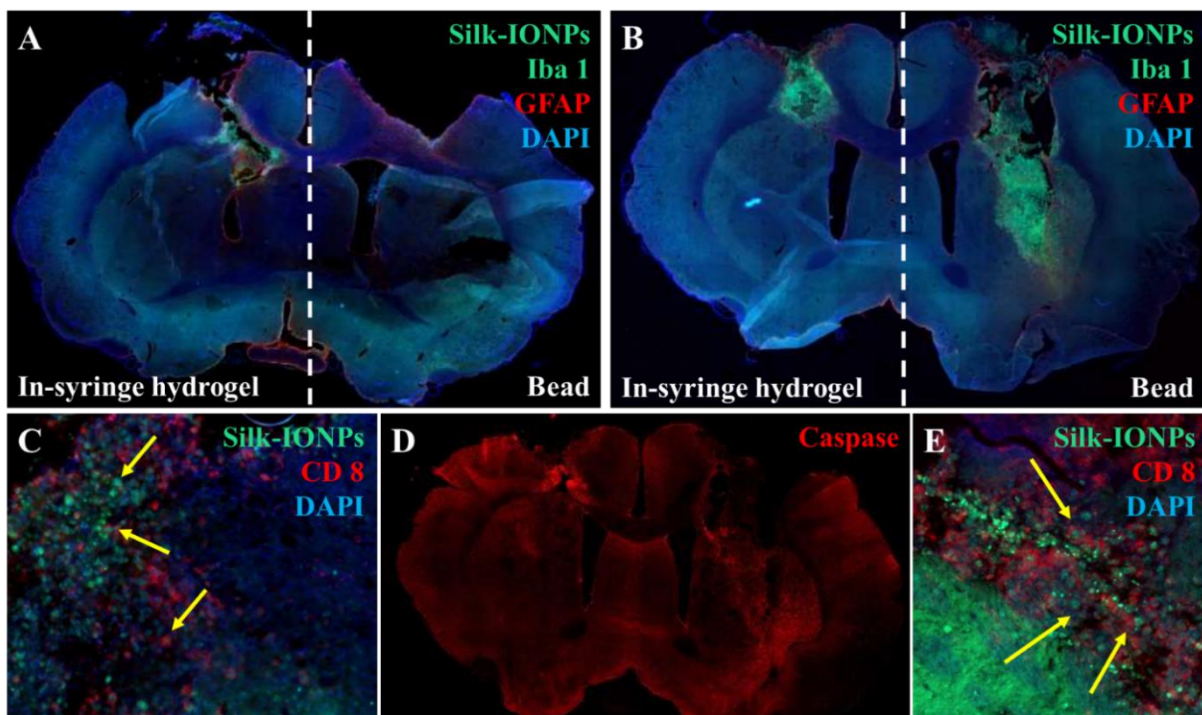 A
Silk-IONPs
Iba 1
GFAP
DAPI
In-syringe hydrogel
Bead
B
Silk-IONPs
Iba 1
GFAP
DAPI
In-syringe hydrogel
Bead
C
Silk-IONPs
CD 8
DAPI
D
Caspase
E
Silk-IONPs
CD 8
DAPI